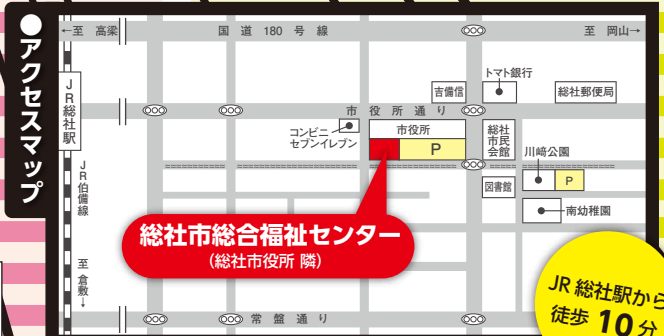 ●アクセスマップ
←至 高梁
国道180号線
至 岡山→
JR総社駅
トマト銀行
吉備信
総社郵便局
市役所通り
コンビニ
セブンイレブン
市役所
P
総社
市民
会館
川﨑公園
P
図書館
南幼稚園
JR伯備線
至 倉敷→
総社市総合福祉センター
(総社市役所 隣)
常盤通り
JR総社駅から
徒歩10分